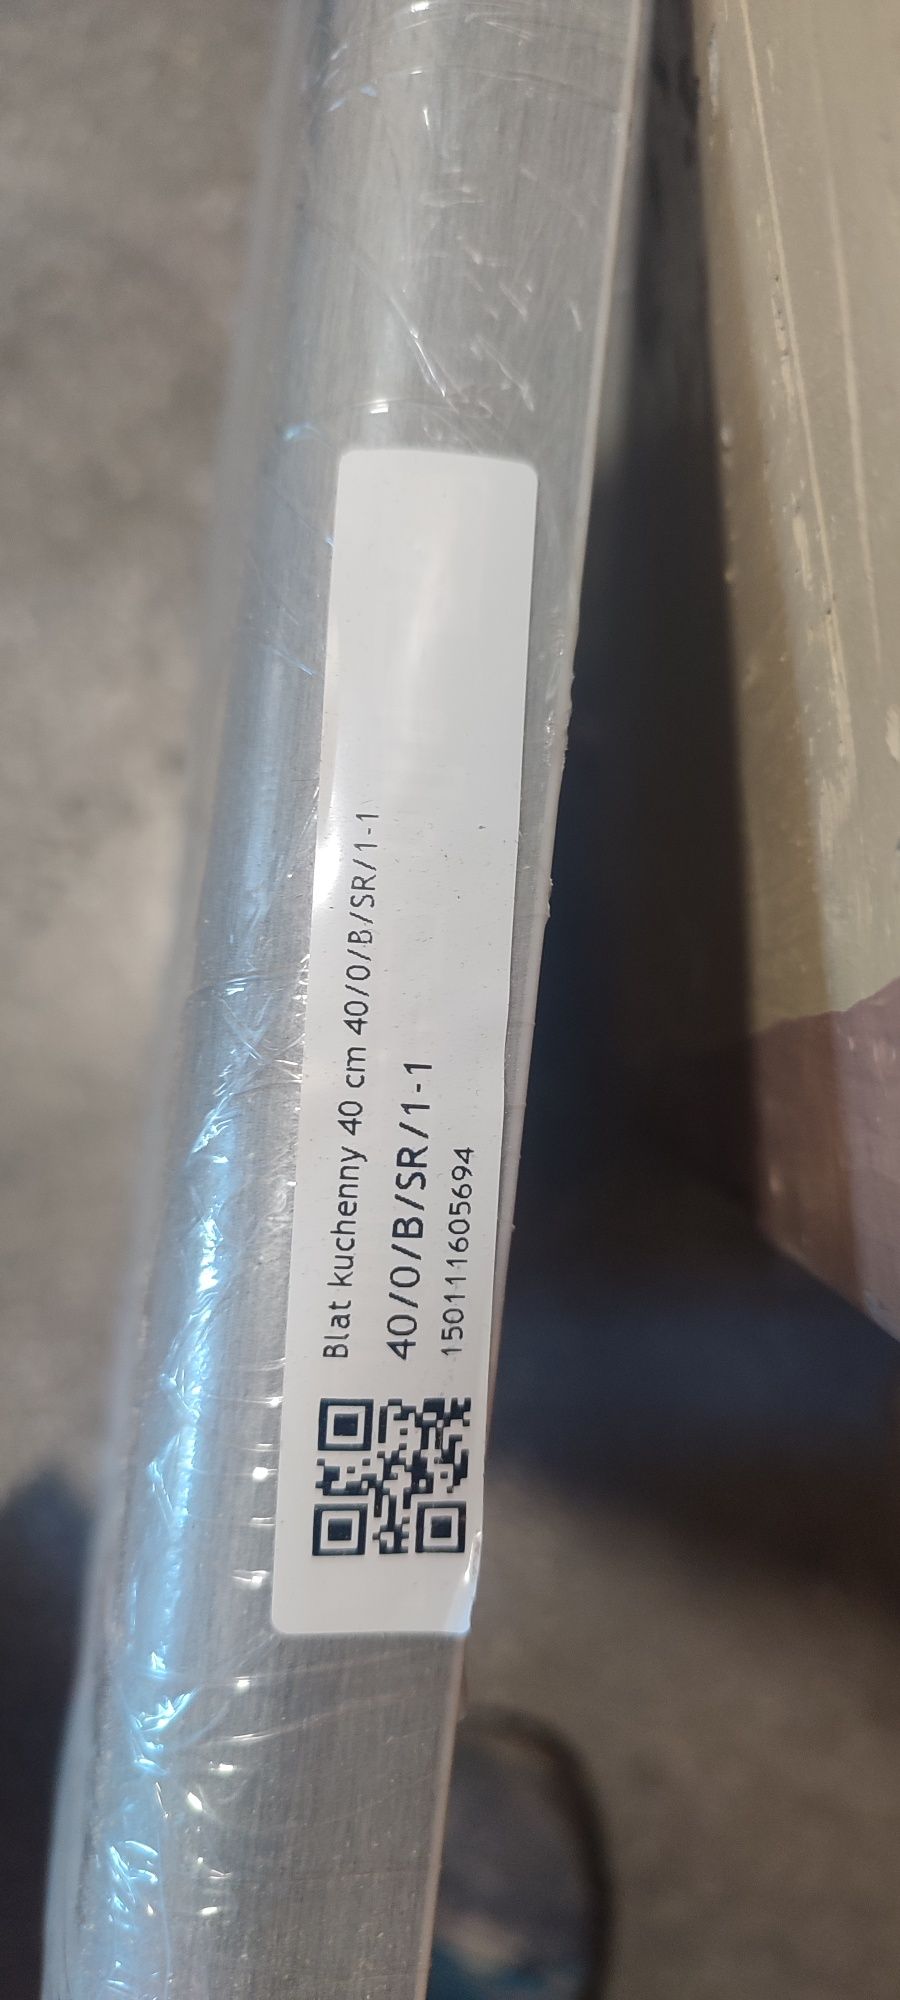 Blat kuchenny 40 cm 40/0/B/SR/1-1
40/0/B/SR/1-1
150111605694